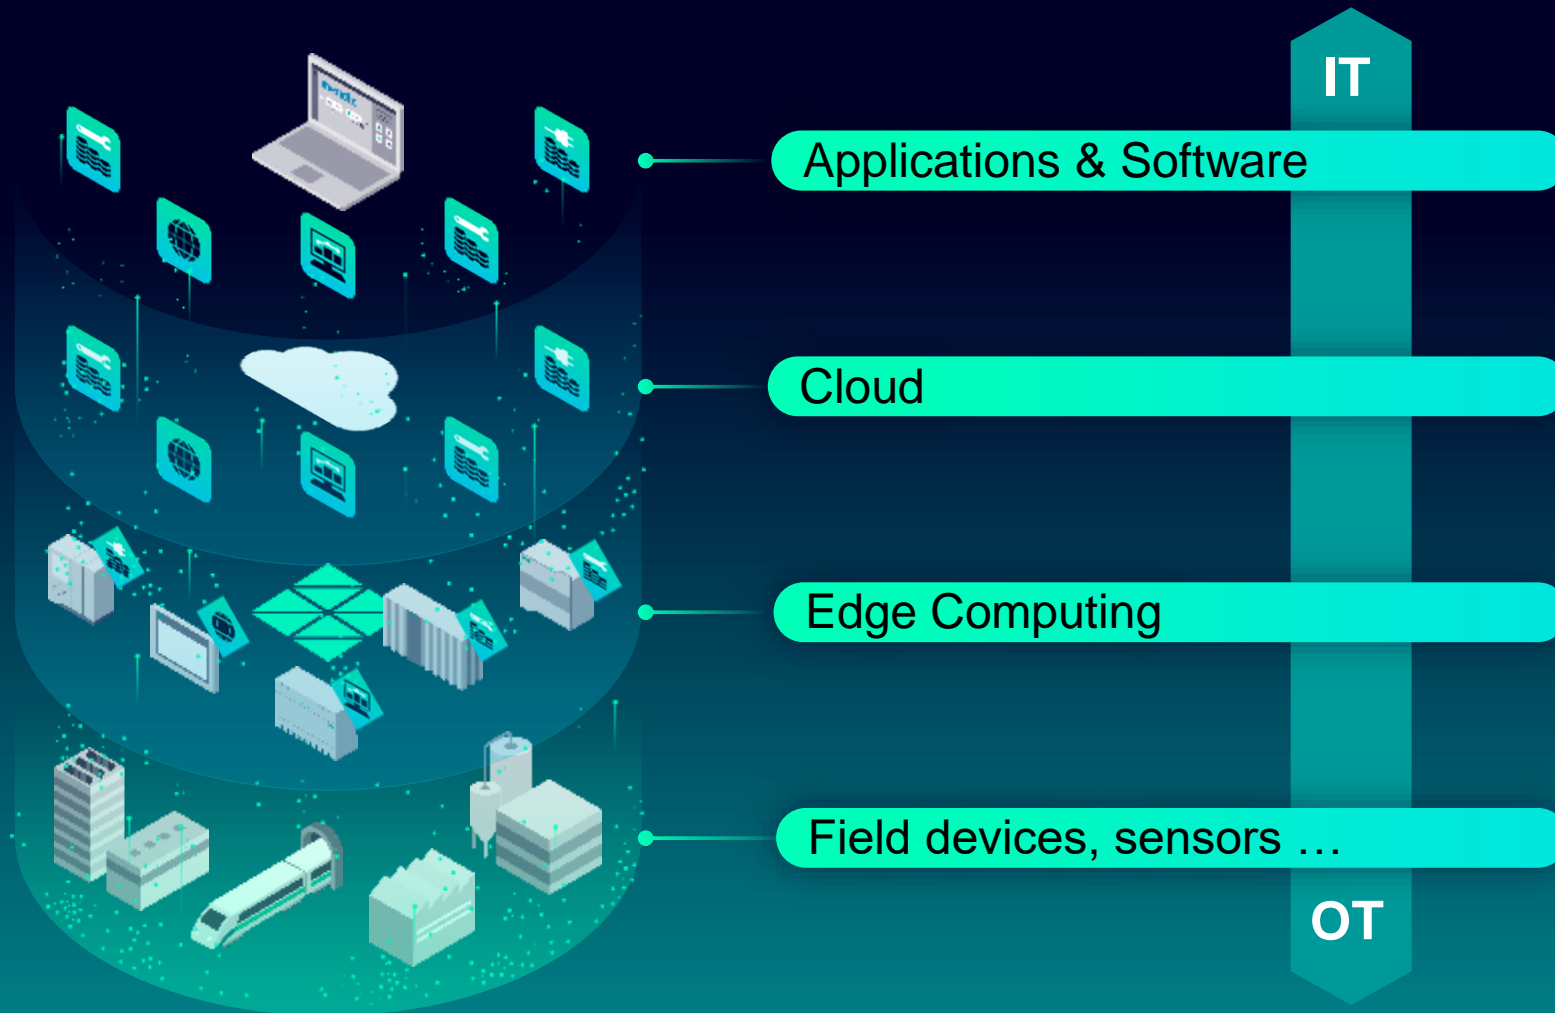 IT
Applications & Software
Cloud
Edge Computing
Field devices, sensors …
OT